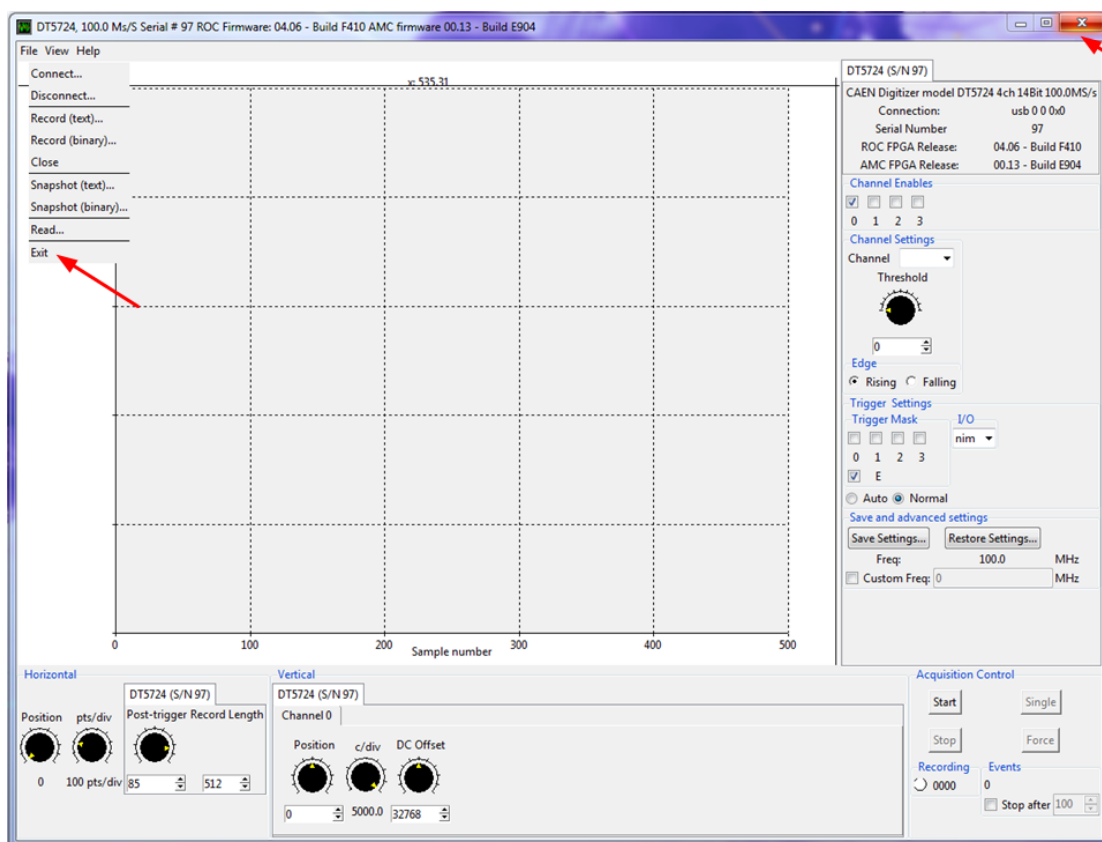 DT5724, 100.0 Ms/S Serial # 97 ROC Firmware: 04.06 - Build F410 AMC firmware 00.13 - Build E904
File View Help
Connect...
Disconnect...
Record (text)...
Record (binary)...
Close
Snapshot (text)...
Snapshot (binary)...
Read...
Exit
x: 535.31
0 100 200 300 400 500
Sample number
DT5724 (S/N 97)
CAEN Digitizer model DT5724 4ch 14Bit 100.0MS/s
Connection: usb 0 0 0x0
Serial Number 97
ROC FPGA Release: 04.06 - Build F410
AMC FPGA Release: 00.13 - Build E904
Channel Enables
0 1 2 3
Channel Settings
Channel
Threshold
0
Edge
Rising Falling
Trigger Settings
Trigger Mask I/O
nim
0 1 2 3
E
Auto Normal
Save and advanced settings
Save Settings... Restore Settings...
Freq: 100.0 MHz
Custom Freq: 0 MHz
Horizontal
DT5724 (S/N 97)
Position pts/div Post-trigger Record Length
0 100 pts/div 85 512
Vertical
DT5724 (S/N 97)
Channel 0
Position c/div DC Offset
0 5000.0 32768
Acquisition Control
Start Single
Stop Force
Recording Events
0000 0
Stop after 100